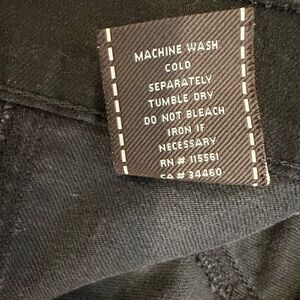 MACHINE WASH
COLD
SEPARATELY
TUMBLE DRY
DO NOT BLEACH
IRON IF
NECESSARY
RN # 115561
CA # 34460